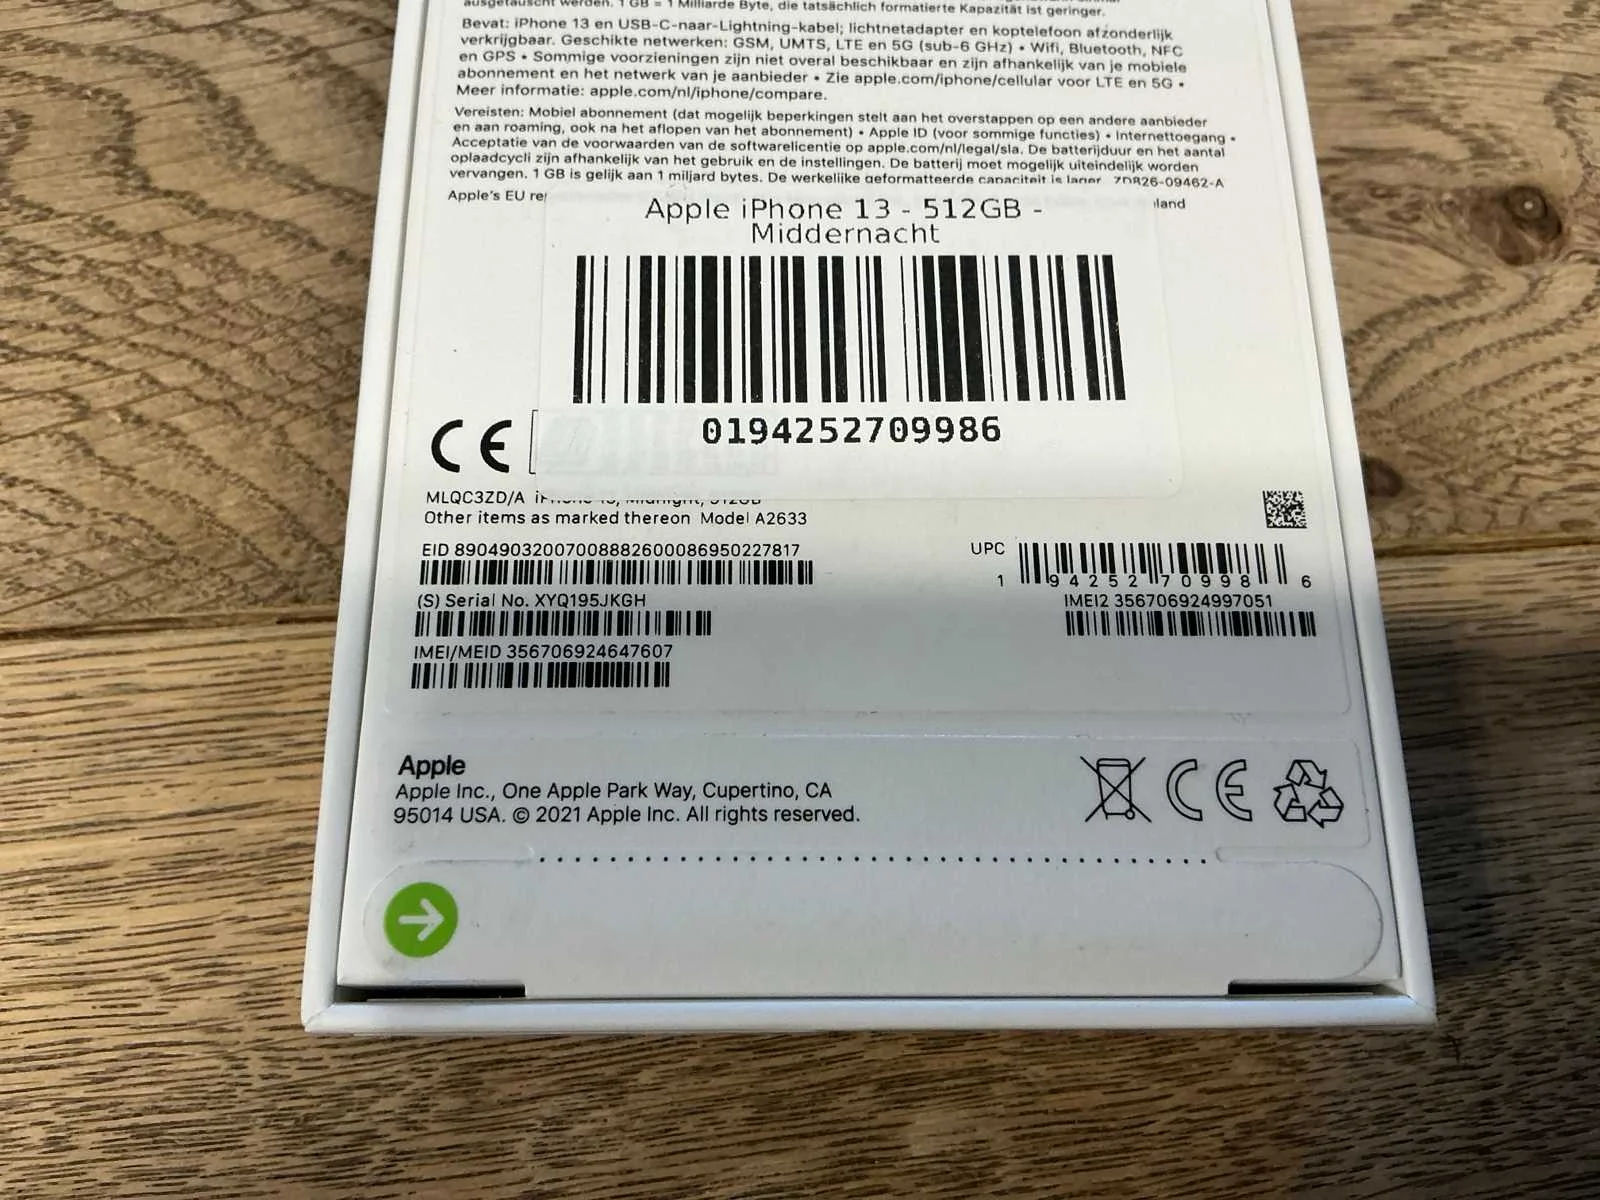 ausgetauscht werden. 1 GB = 1 Milliarde Byte, die tatsächlich formatierte Kapazität ist geringer.
Bevat: iPhone 13 en USB-C-naar-Lightning-kabel; lichtnetadapter en koptelefoon afzonderlijk
verkrijgbaar. Geschikte netwerken: GSM, UMTS, LTE en 5G (sub-6 GHz) • Wifi, Bluetooth, NFC
en GPS • Sommige voorzieningen zijn niet overal beschikbaar en zijn afhankelijk van je mobiele
abonnement en het netwerk van je aanbieder • Zie apple.com/iphone/cellular voor LTE en 5G •
Meer informatie: apple.com/nl/iphone/compare.
Vereisten: Mobiel abonnement (dat mogelijk beperkingen stelt aan het overstappen op een andere aanbieder
en aan roaming, ook na het aflopen van het abonnement) • Apple ID (voor sommige functies) • Internettoegang •
Acceptatie van de voorwaarden van de softwarelicentie op apple.com/nl/legal/sla. De batterijduur en het aantal
oplaadcycli zijn afhankelijk van het gebruik en de instellingen. De batterij moet mogelijk uiteindelijk worden
vervangen. 1 GB is gelijk aan 1 miljard bytes. De werkelijke geformatteerde capaciteit is lager. ZD826-09462-A
Apple's EU
Apple iPhone 13 - 512GB -
Middernacht
0194252709986
CE
MLQC3ZD/A iPhone 13, Midnight, 512GB
Other items as marked thereon Model A2633
EID 89049032007008882600086950227817
UPC
1 94252 70998 6
(S) Serial No. XYQ195JKGH
IMEI2 356706924997051
IMEI/MEID 356706924647607
Apple
Apple Inc., One Apple Park Way, Cupertino, CA
95014 USA. © 2021 Apple Inc. All rights reserved.
CE